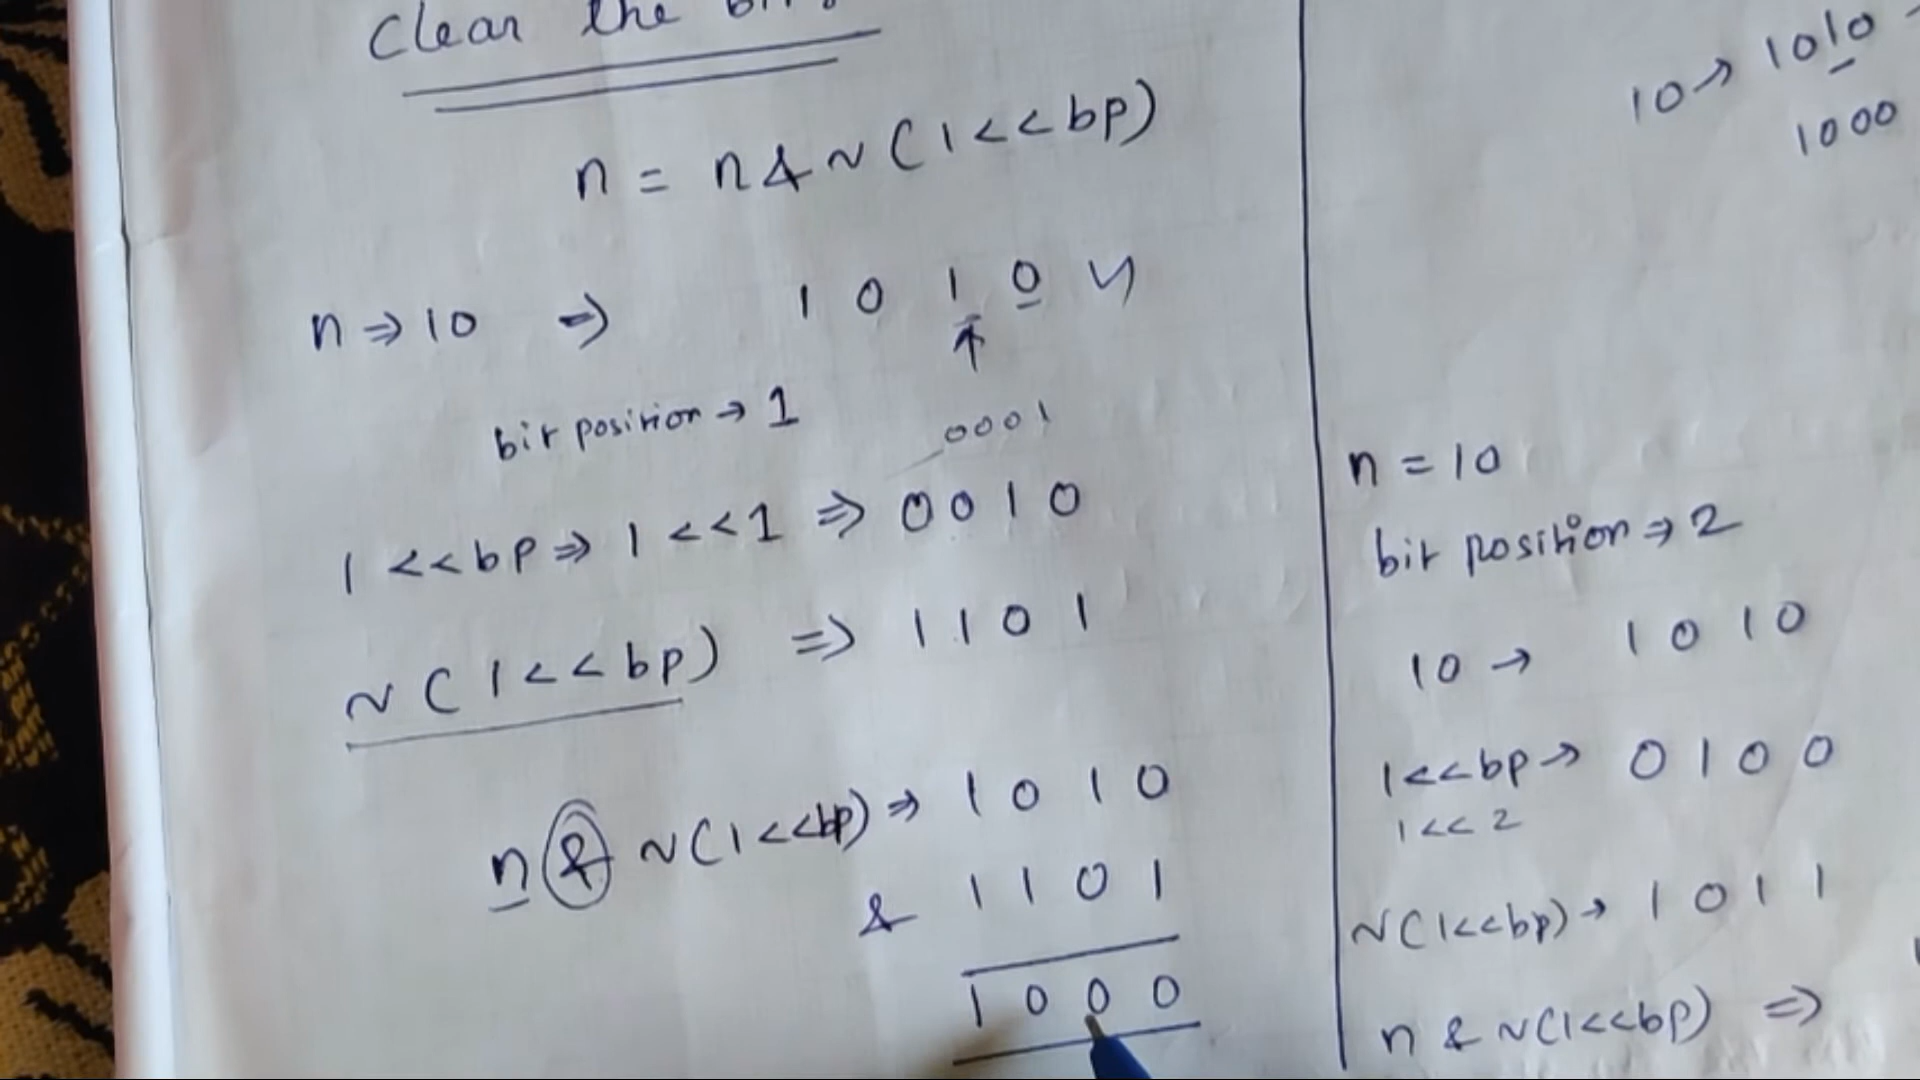 Clear the
n = n & ~ (1 << bp)
n ⇒ 10 ⇒ 1 0 1 0
bit position → 1
0001
1 << bp ⇒ 1 << 1 ⇒ 0 0 1 0
~ (1 << bp) ⇒ 1 1 0 1
n & ~ (1 << bp) ⇒ 1 0 1 0
& 1 1 0 1
1 0 0 0
10 → 1010
1000
n = 10
bit position ⇒ 2
10 → 1 0 1 0
1 << bp → 0 1 0 0
1 << 2
~ (1 << bp) → 1 0 1 1
n & ~ (1 << bp) ⇒